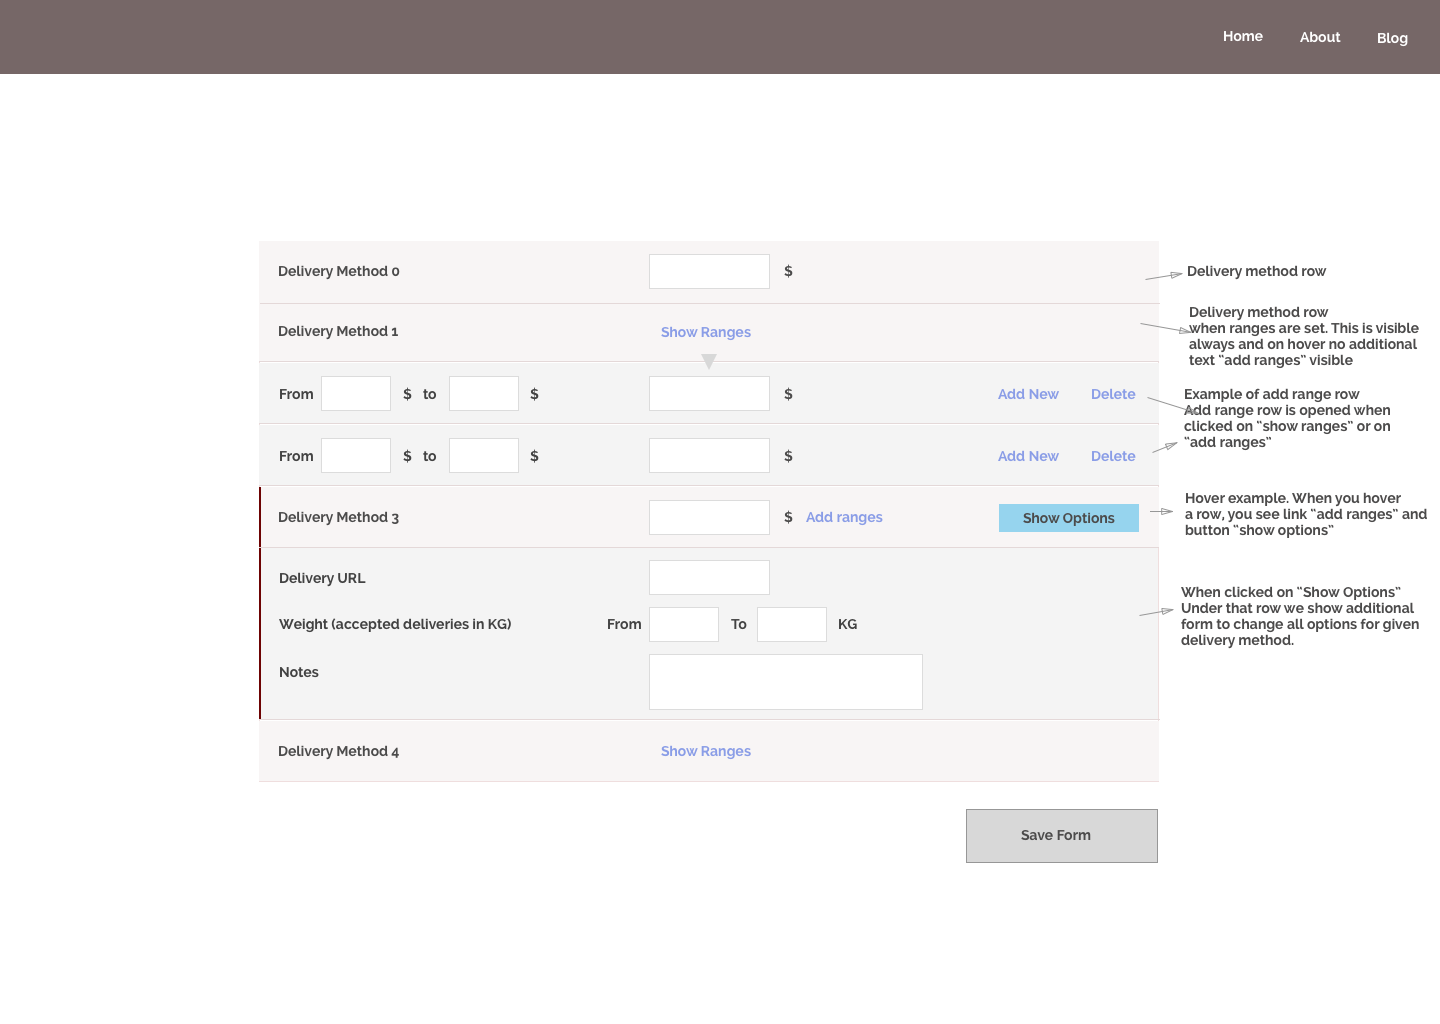 Home About Blog
Delivery Method 0 $
Delivery method row
Delivery Method 1 Show Ranges
Delivery method row
when ranges are set. This is visible
always and on hover no additional
text “add ranges” visible
From $ to $ $ Add New Delete
Example of add range row
Add range row is opened when
clicked on “show ranges” or on
“add ranges”
From $ to $ $ Add New Delete
Delivery Method 3 $ Add ranges Show Options
Hover example. When you hover
a row, you see link “add ranges” and
button “show options”
Delivery URL
Weight (accepted deliveries in KG) From To KG
Notes
When clicked on “Show Options”
Under that row we show additional
form to change all options for given
delivery method.
Delivery Method 4 Show Ranges
Save Form